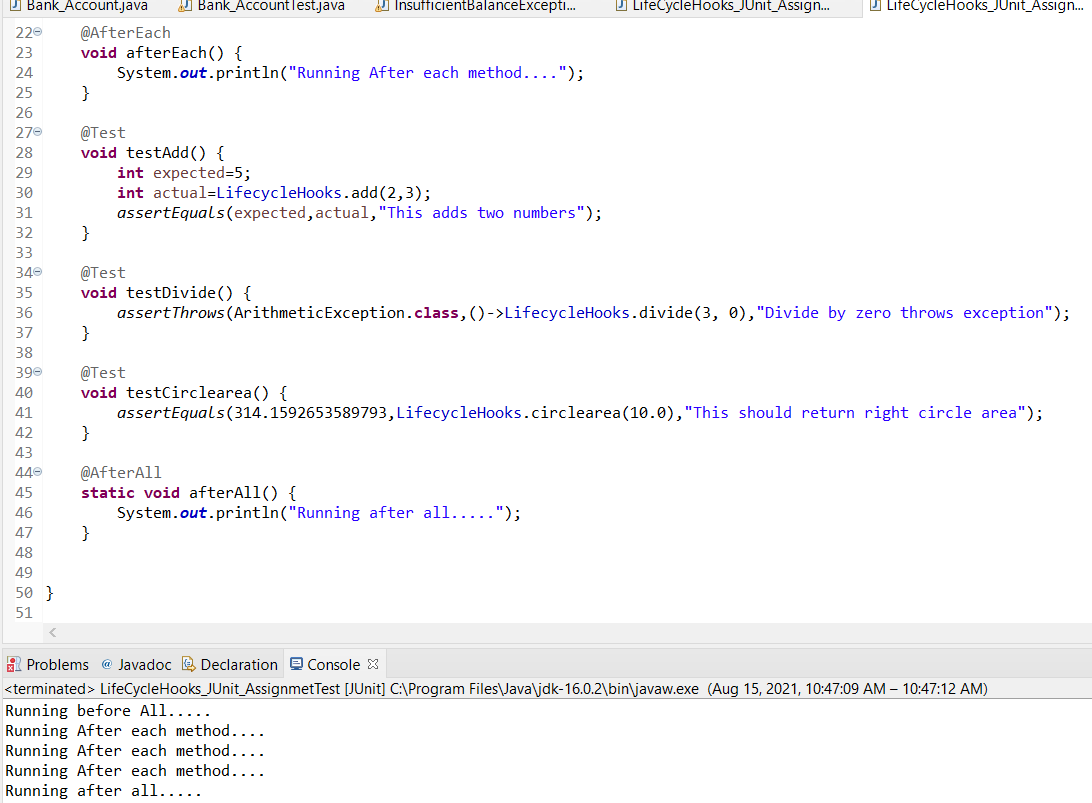 Bank_Account.java Bank_AccountTest.java InsufficientBalanceExcepti... LifeCycleHooks_JUnit_Assign... LifeCycleHooks_JUnit_Assign...
22 @AfterEach
23 void afterEach() {
24 System.out.println("Running After each method....");
25 }
26
27 @Test
28 void testAdd() {
29 int expected=5;
30 int actual=LifecycleHooks.add(2,3);
31 assertEquals(expected,actual,"This adds two numbers");
32 }
33
34 @Test
35 void testDivide() {
36 assertThrows(ArithmeticException.class,()->LifecycleHooks.divide(3, 0),"Divide by zero throws exception");
37 }
38
39 @Test
40 void testCirclearea() {
41 assertEquals(314.1592653589793,LifecycleHooks.circlearea(10.0),"This should return right circle area");
42 }
43
44 @AfterAll
45 static void afterAll() {
46 System.out.println("Running after all.....");
47 }
48
49
50 }
51
Problems @ Javadoc Declaration Console
<terminated> LifeCycleHooks_JUnit_AssignmetTest [JUnit] C:\Program Files\Java\jdk-16.0.2\bin\javaw.exe (Aug 15, 2021, 10:47:09 AM – 10:47:12 AM)
Running before All.....
Running After each method....
Running After each method....
Running After each method....
Running after all.....